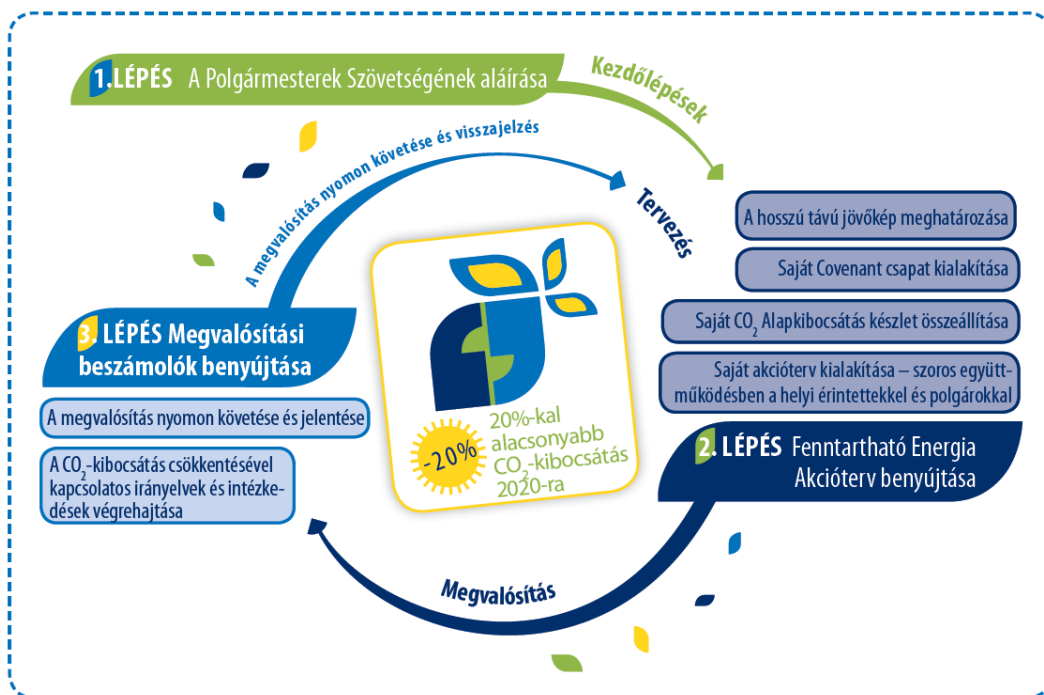 1.LÉPÉS A Polgármesterek Szövetségének aláírása
Kezdőlépések
A megvalósítás nyomon követése és visszajelzés
Tervezés
A hosszú távú jövőkép meghatározása
Saját Covenant csapat kialakítása
Saját CO₂ Alapkibocsátás készlet összeállítása
Saját akcióterv kialakítása – szoros együtt-
működésben a helyi érintettekkel és polgárokkal
2. LÉPÉS Fenntartható Energia
Akcióterv benyújtása
Megvalósítás
3. LÉPÉS Megvalósítási
beszámolók benyújtása
A megvalósítás nyomon követése és jelentése
A CO₂-kibocsátás csökkentésével
kapcsolatos irányelvek és intézke-
dések végrehajtása
-20%
20%-kal
alacsonyabb
CO₂-kibocsátás
2020-ra